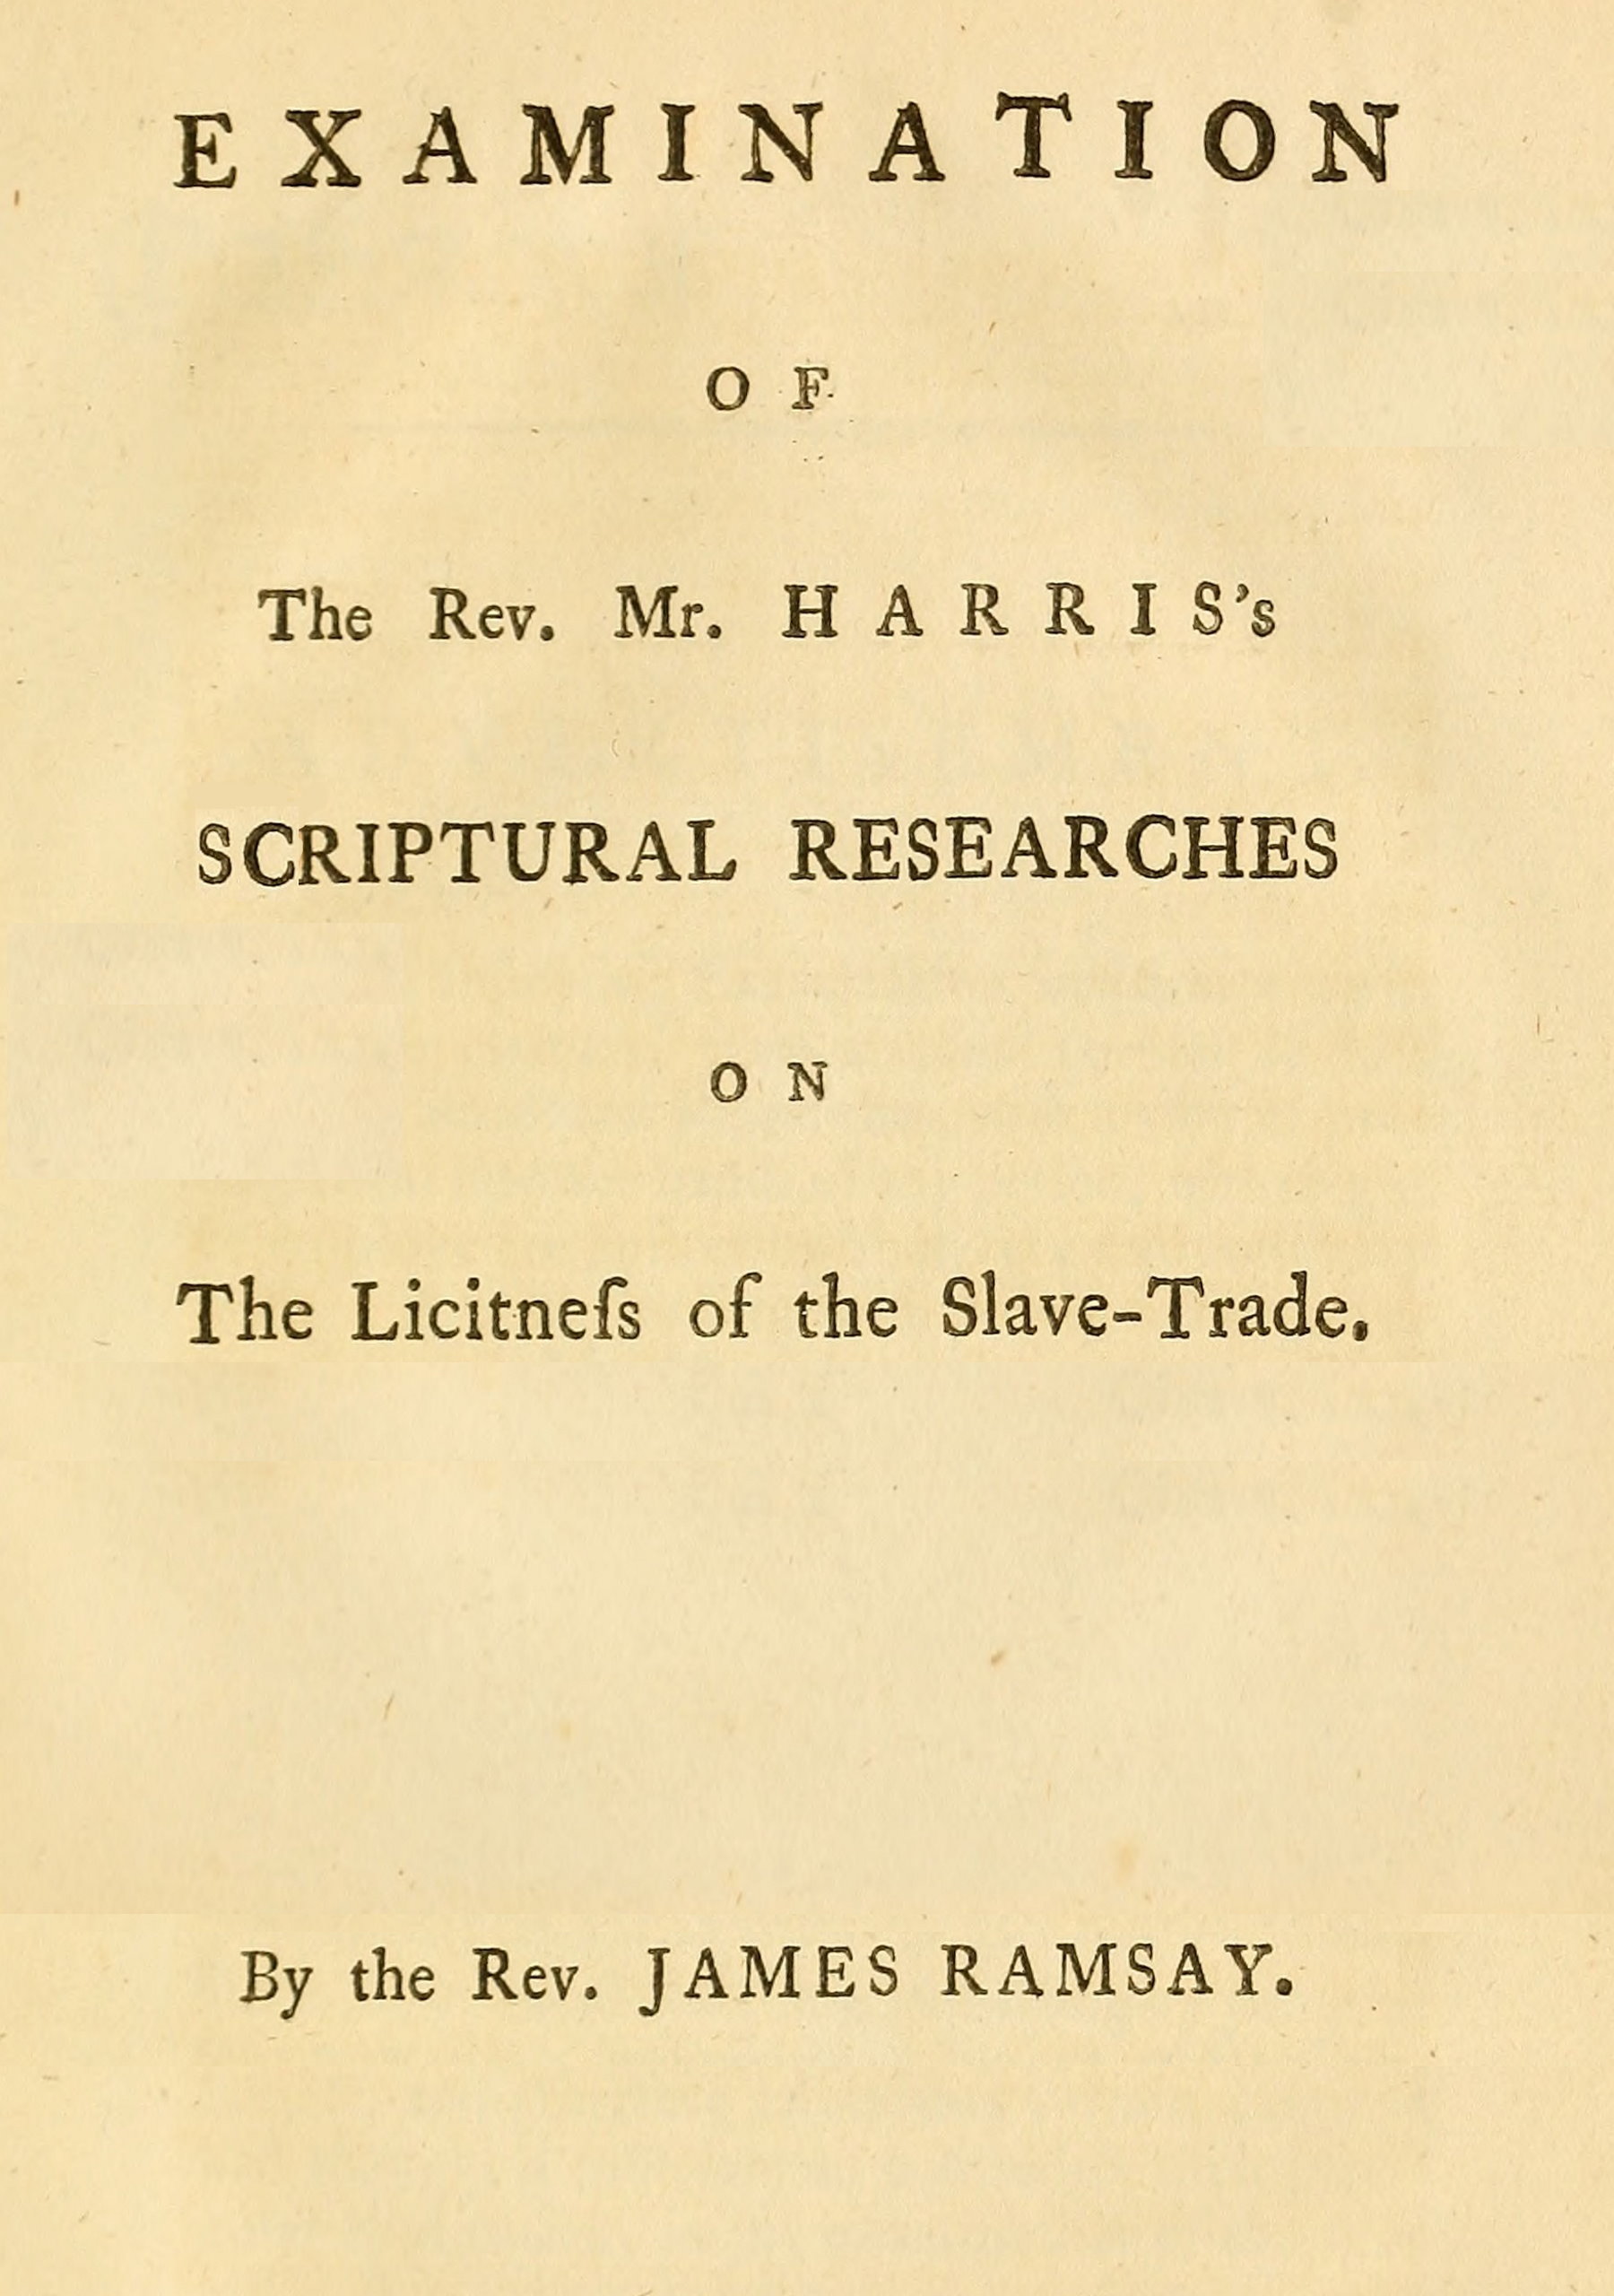 EXAMINATION
OF
The Rev. Mr. HARRIS's
SCRIPTURAL RESEARCHES
ON
The Licitneſs of the Slave-Trade.
By the Rev. JAMES RAMSAY.